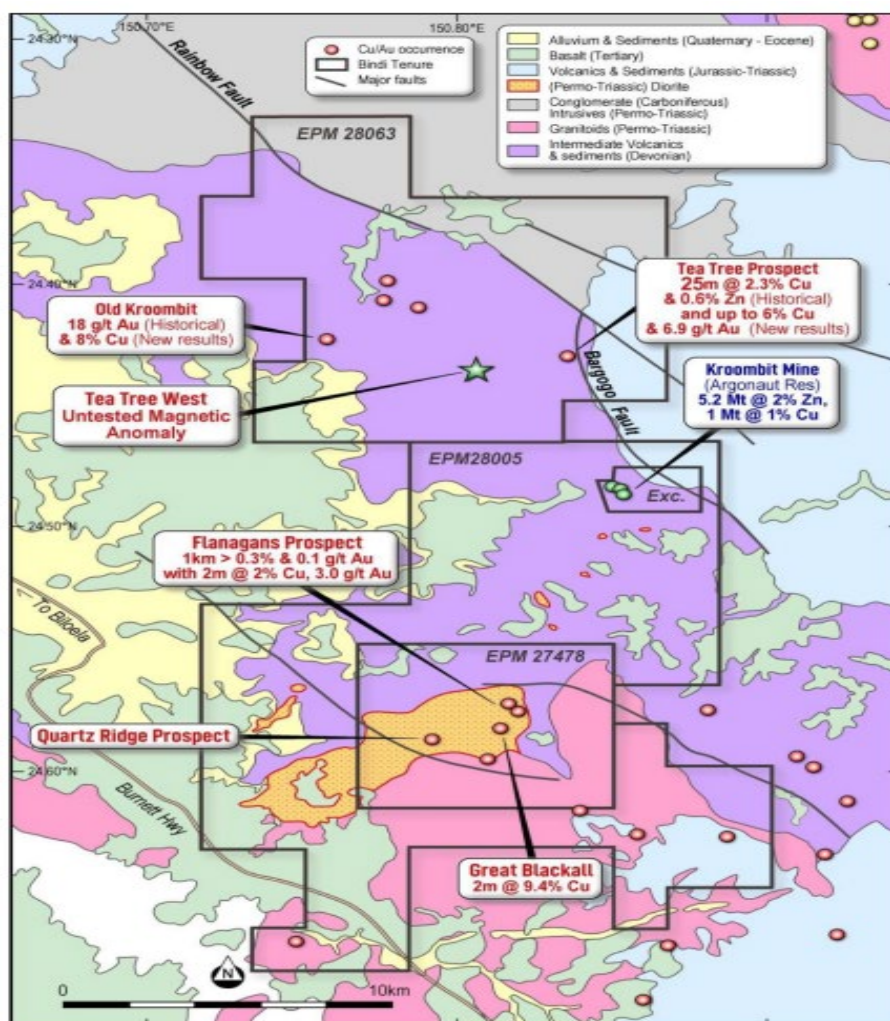 150.70°E
150.80°E
24.30°N
Rainbow Fault
Cu/Au occurrence
Bindi Tenure
Major faults
Alluvium & Sediments (Quaternary - Eocene)
Basalt (Tertiary)
Volcanics & Sediments (Jurassic-Triassic)
(Permo-Triassic) Diorite
Conglomerate (Carboniferous)
Intrusives (Permo-Triassic)
Granitoids (Permo-Triassic)
Intermediate Volcanics
& sediments (Devonian)
EPM 28063
24.40°N
Old Kroombit
18 g/t Au (Historical)
& 8% Cu (New results)
Tea Tree Prospect
25m @ 2.3% Cu
& 0.6% Zn (Historical)
and up to 6% Cu
& 6.9 g/t Au (New results)
Tea Tree West
Untested Magnetic
Anomaly
Bargogo Fault
Kroombit Mine
(Argonaut Res)
5.2 Mt @ 2% Zn,
1 Mt @ 1% Cu
EPM28005
Exc.
24.50°N
Flanagans Prospect
1km > 0.3% & 0.1 g/t Au
with 2m @ 2% Cu, 3.0 g/t Au
To Biloela
EPM 27478
Quartz Ridge Prospect
24.60°N
Burnett Hwy
Great Blackall
2m @ 9.4% Cu
N
0
10km